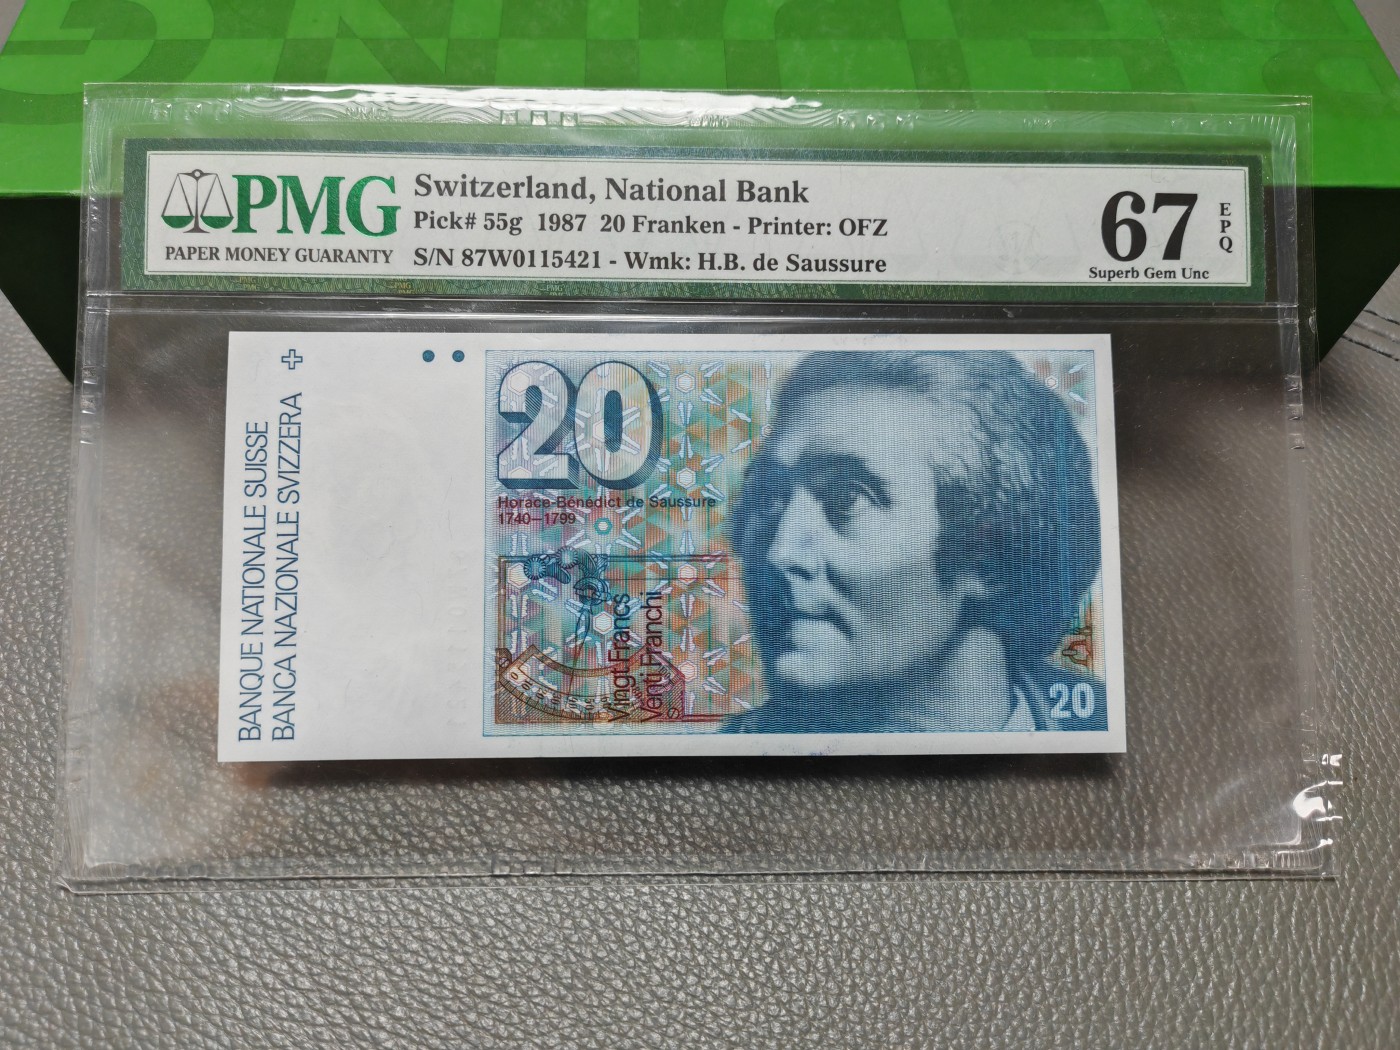 PMG
PAPER MONEY GUARANTY
Switzerland, National Bank
Pick# 55g 1987 20 Franken - Printer: OFZ
S/N 87W0115421 - Wmk: H.B. de Saussure
67
EPQ
Superb Gem Unc
BANQUE NATIONALE SUISSE
BANCA NAZIONALE SVIZZERA
20
Horace-Bénédict de Saussure
1740–1799
Vingt Francs
Venti Franchi
20